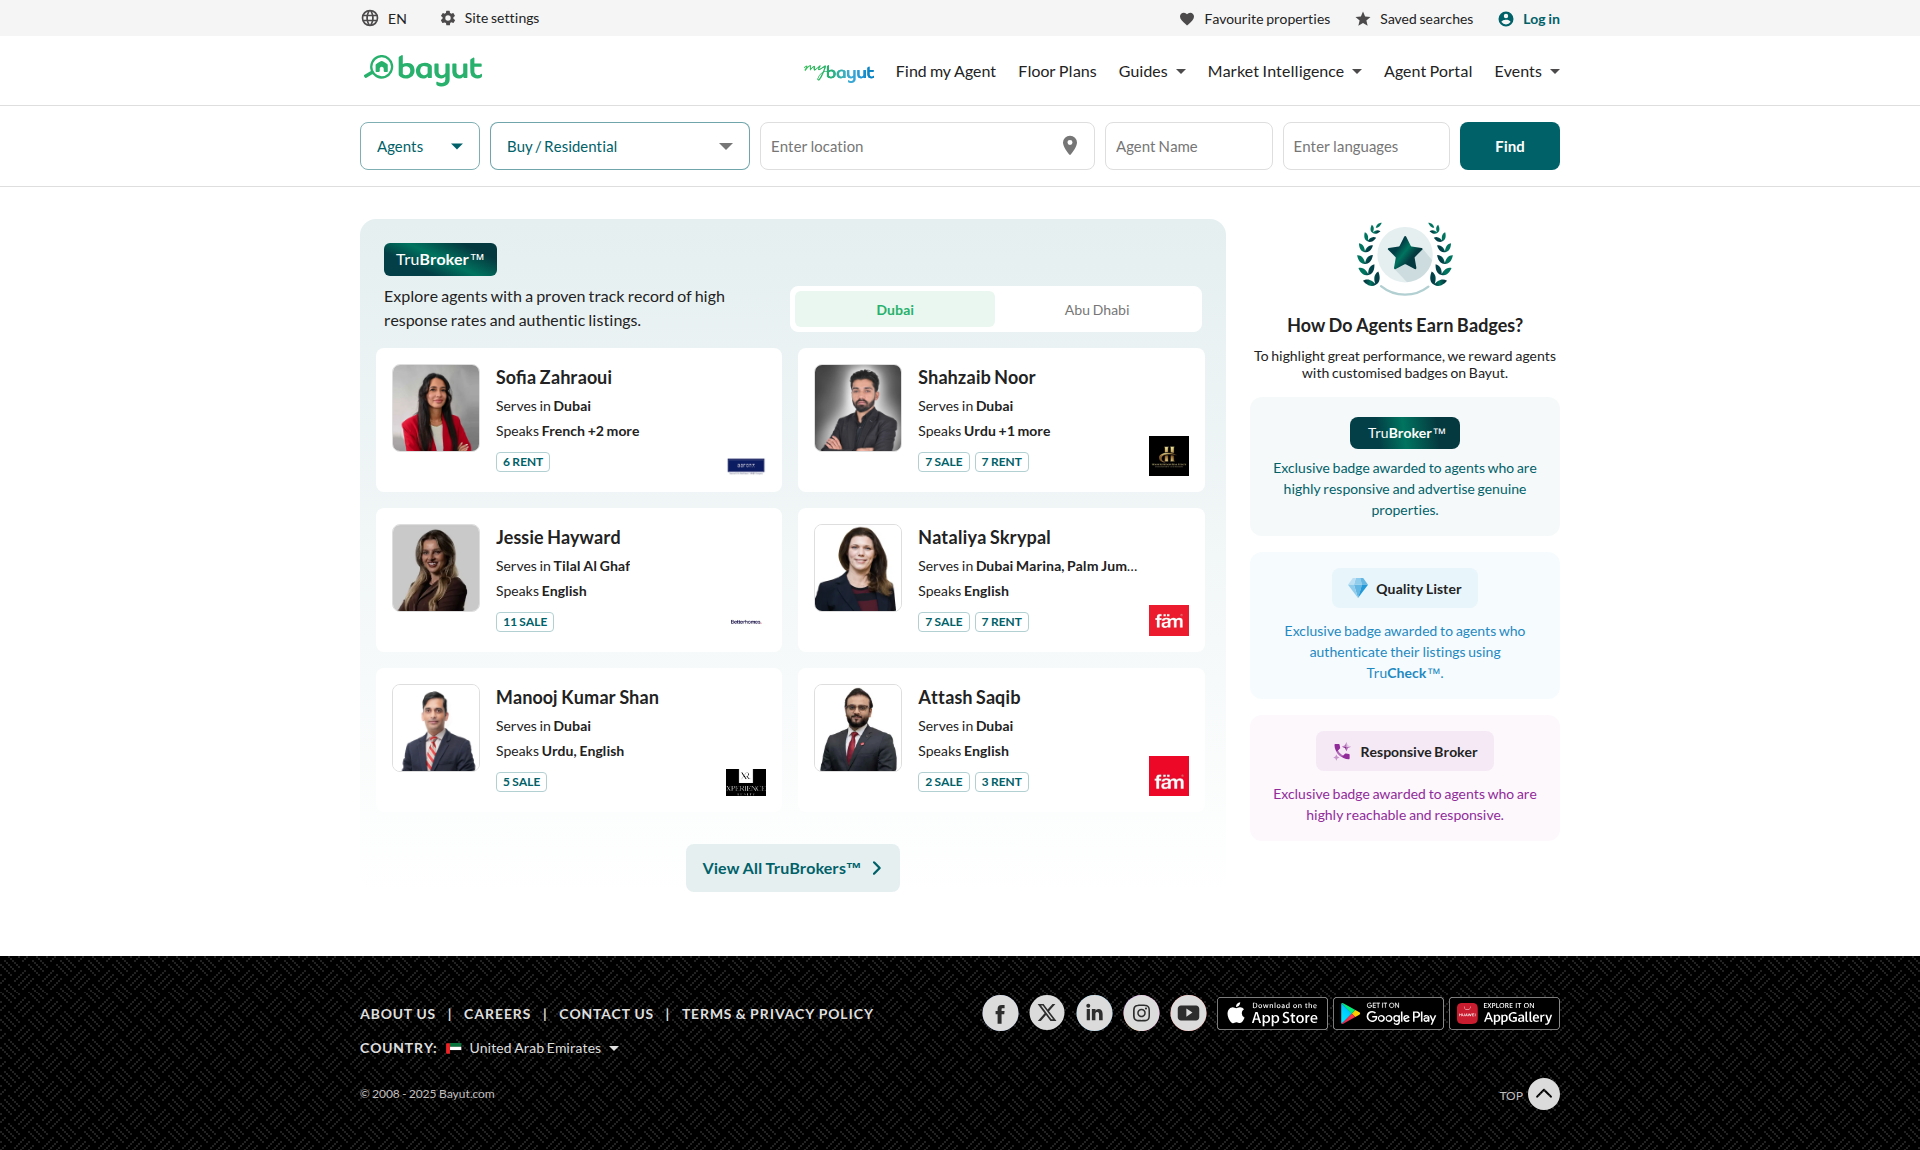 EN
Site settings
Favourite properties
Saved searches
Log in
bayut
mybayut
Find my Agent
Floor Plans
Guides
Market Intelligence
Agent Portal
Events
Agents
Buy / Residential
Enter location
Agent Name
Enter languages
Find
TruBroker™
Explore agents with a proven track record of high
response rates and authentic listings.
Dubai
Abu Dhabi
Sofia Zahraoui
Serves in Dubai
Speaks French +2 more
6 RENT
Shahzaib Noor
Serves in Dubai
Speaks Urdu +1 more
7 SALE
7 RENT
Jessie Hayward
Serves in Tilal Al Ghaf
Speaks English
11 SALE
Betterhomes.
Nataliya Skrypal
Serves in Dubai Marina, Palm Jum...
Speaks English
7 SALE
7 RENT
fäm
Manooj Kumar Shan
Serves in Dubai
Speaks Urdu, English
5 SALE
XR
XPERIENCE
Attash Saqib
Serves in Dubai
Speaks English
2 SALE
3 RENT
fäm
View All TruBrokers™
How Do Agents Earn Badges?
To highlight great performance, we reward agents
with customised badges on Bayut.
TruBroker™
Exclusive badge awarded to agents who are
highly responsive and advertise genuine
properties.
Quality Lister
Exclusive badge awarded to agents who
authenticate their listings using
TruCheck™.
Responsive Broker
Exclusive badge awarded to agents who are
highly reachable and responsive.
ABOUT US | CAREERS | CONTACT US | TERMS & PRIVACY POLICY
Download on the
App Store
GET IT ON
Google Play
HUAWEI
EXPLORE IT ON
AppGallery
COUNTRY: United Arab Emirates
© 2008 - 2025 Bayut.com
TOP